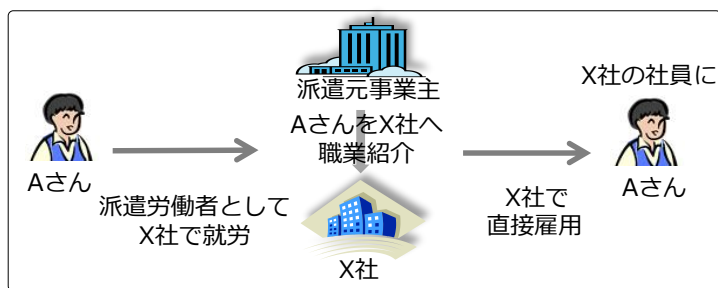 Aさん
派遣労働者として
X社で就労
派遣元事業主
AさんをX社へ
職業紹介
X社
X社で
直接雇用
X社の社員に
Aさん